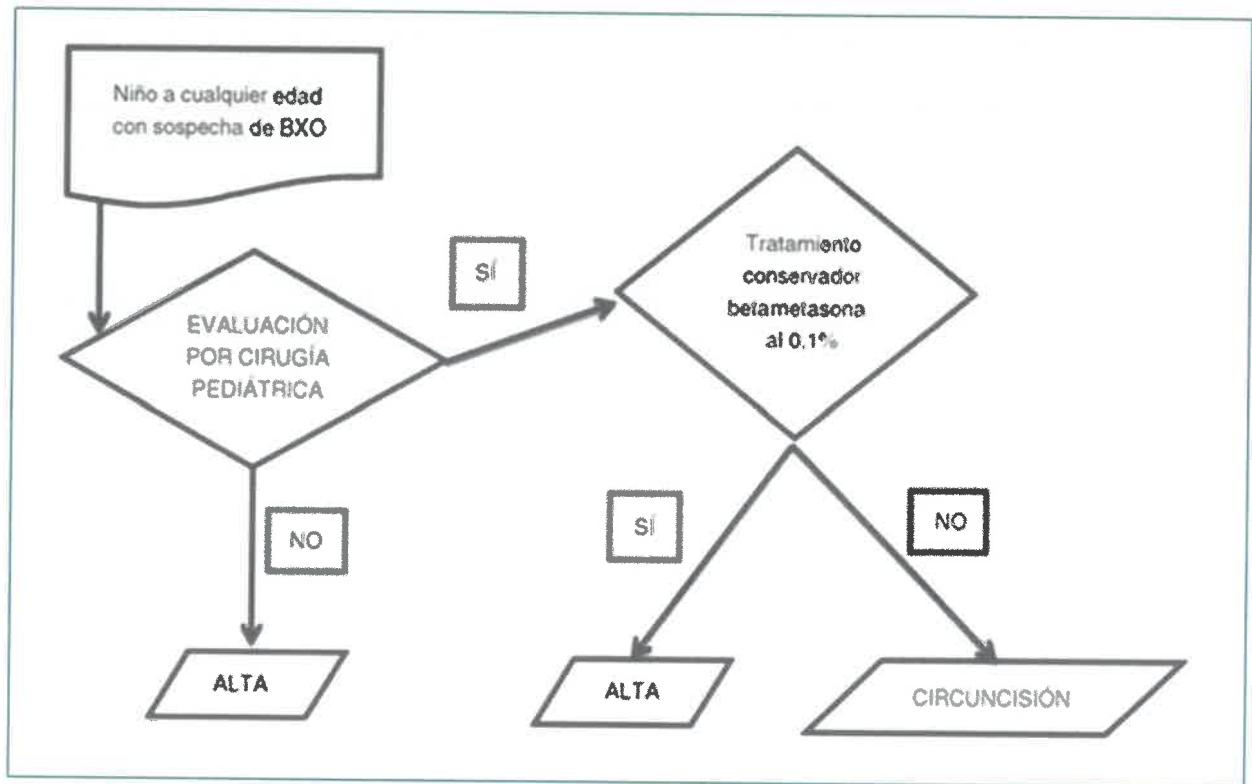 Niño a cualquier edad
con sospecha de BXO
EVALUACIÓN
POR CIRUGÍA
PEDIÁTRICA
SÍ
Tratamiento
conservador
betametasona
al 0,1%
NO
SÍ
NO
ALTA
ALTA
CIRCUNCISIÓN